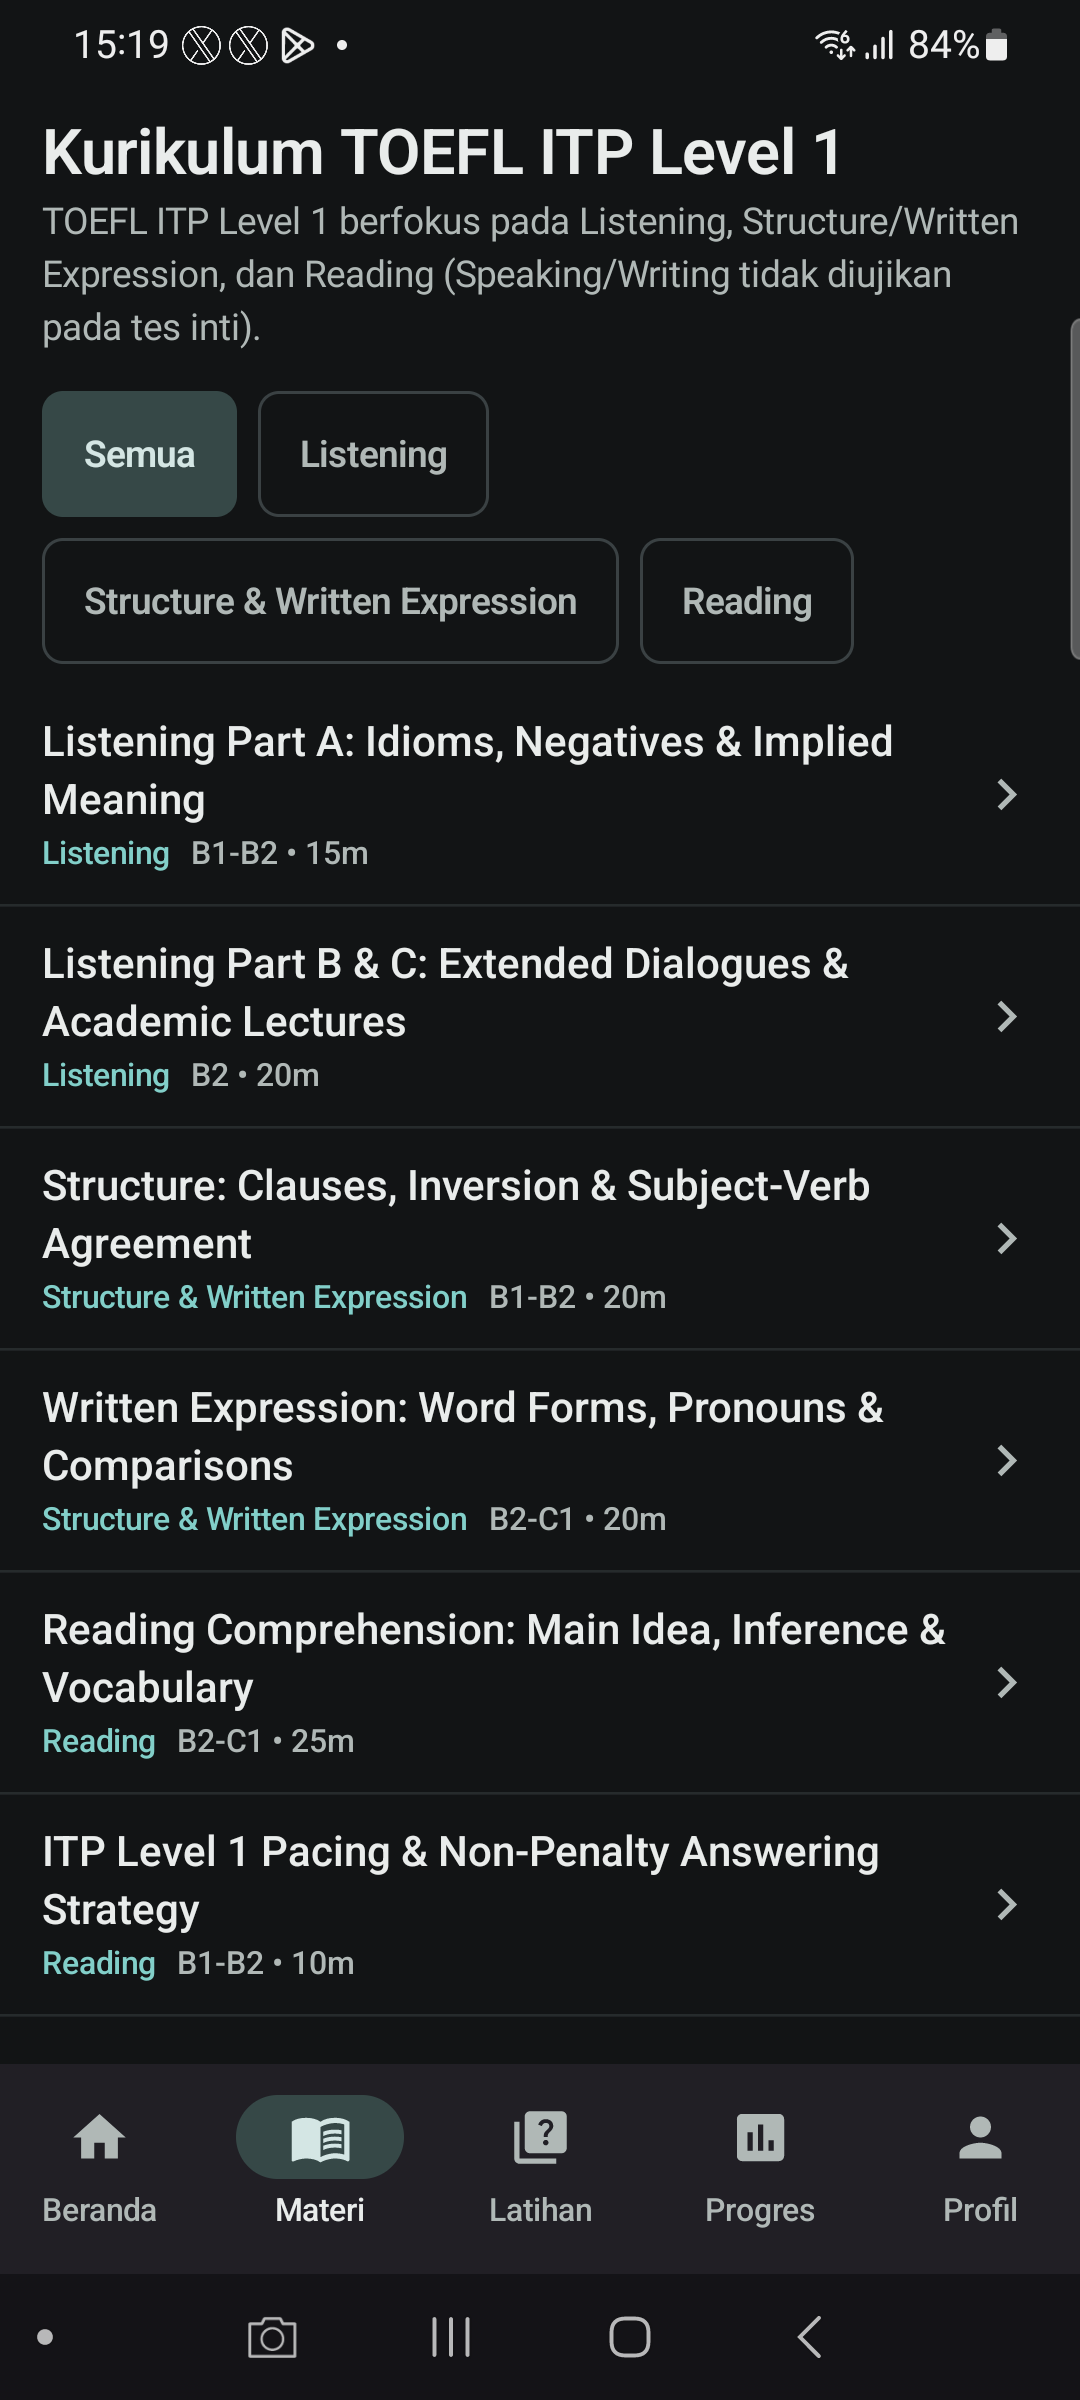 15:19
84%
Kurikulum TOEFL ITP Level 1
TOEFL ITP Level 1 berfokus pada Listening, Structure/Written
Expression, dan Reading (Speaking/Writing tidak diujikan
pada tes inti).
Semua
Listening
Structure & Written Expression
Reading
Listening Part A: Idioms, Negatives & Implied
Meaning
Listening B1-B2 • 15m
Listening Part B & C: Extended Dialogues &
Academic Lectures
Listening B2 • 20m
Structure: Clauses, Inversion & Subject-Verb
Agreement
Structure & Written Expression B1-B2 • 20m
Written Expression: Word Forms, Pronouns &
Comparisons
Structure & Written Expression B2-C1 • 20m
Reading Comprehension: Main Idea, Inference &
Vocabulary
Reading B2-C1 • 25m
ITP Level 1 Pacing & Non-Penalty Answering
Strategy
Reading B1-B2 • 10m
Beranda
Materi
Latihan
Progres
Profil